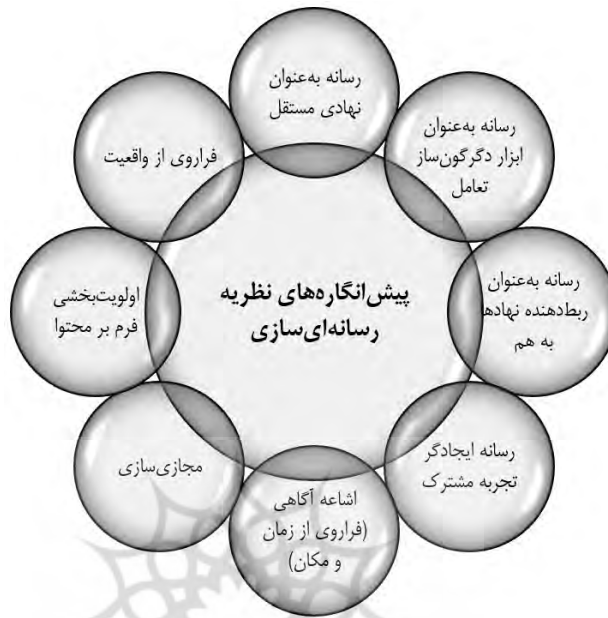 پیش‌انگاره‌های نظریه
رسانه‌ای‌سازی
رسانه به‌عنوان
نهادی مستقل
رسانه به‌عنوان
ابزار دگرگون‌ساز
تعامل
رسانه به‌عنوان
ربط‌دهنده نهادها
به هم
رسانه ایجادگر
تجربه مشترک
اشاعه آگاهی
(فراروی از زمان
و مکان)
مجازی‌سازی
اولویت‌بخشی
فرم بر محتوا
فراروی از واقعیت